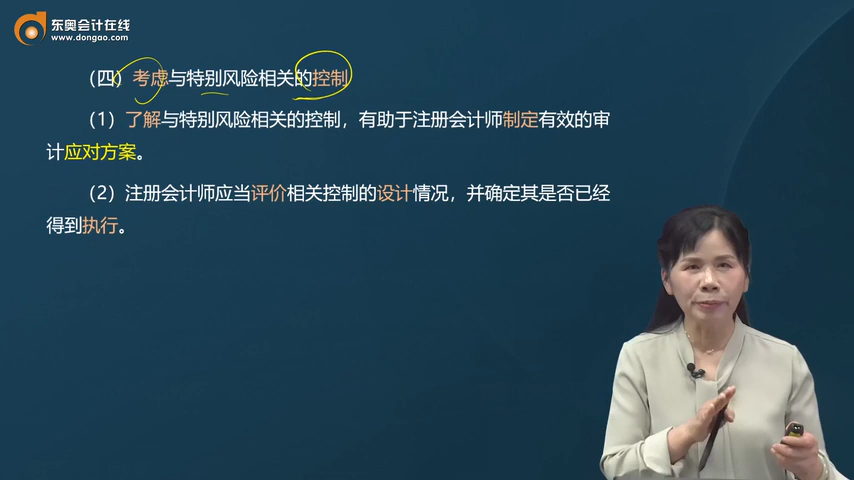 东奥会计在线
www.dongao.com
（四）考虑与特别风险相关的控制
（1）了解与特别风险相关的控制，有助于注册会计师制定有效的审
计应对方案。
（2）注册会计师应当评价相关控制的设计情况，并确定其是否已经
得到执行。